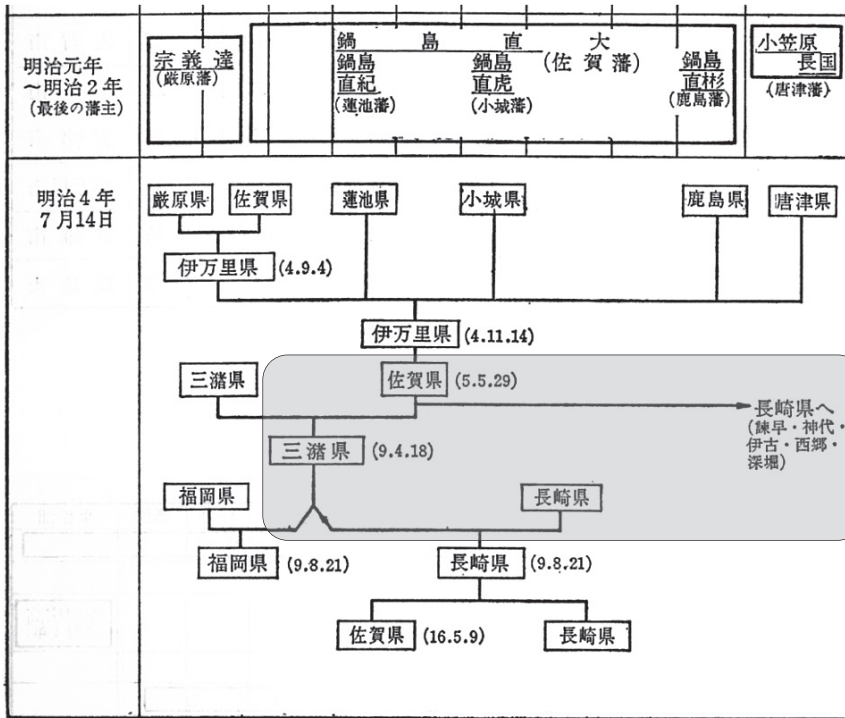 明治元年
～明治2年
(最後の藩主)
宗義達
(厳原藩)
鍋島直大
(佐賀藩)
鍋島
直紀
(蓮池藩)
鍋島
直虎
(小城藩)
鍋島
直彬
(鹿島藩)
小笠原
長国
(唐津藩)
明治4年
7月14日
厳原県
佐賀県
蓮池県
小城県
鹿島県
唐津県
伊万里県 (4.9.4)
伊万里県 (4.11.14)
三潴県
佐賀県 (5.5.29)
長崎県へ
(諫早・神代・
伊古・西郷・
深堀)
三潴県 (9.4.18)
福岡県
長崎県
福岡県 (9.8.21)
長崎県 (9.8.21)
佐賀県 (16.5.9)
長崎県